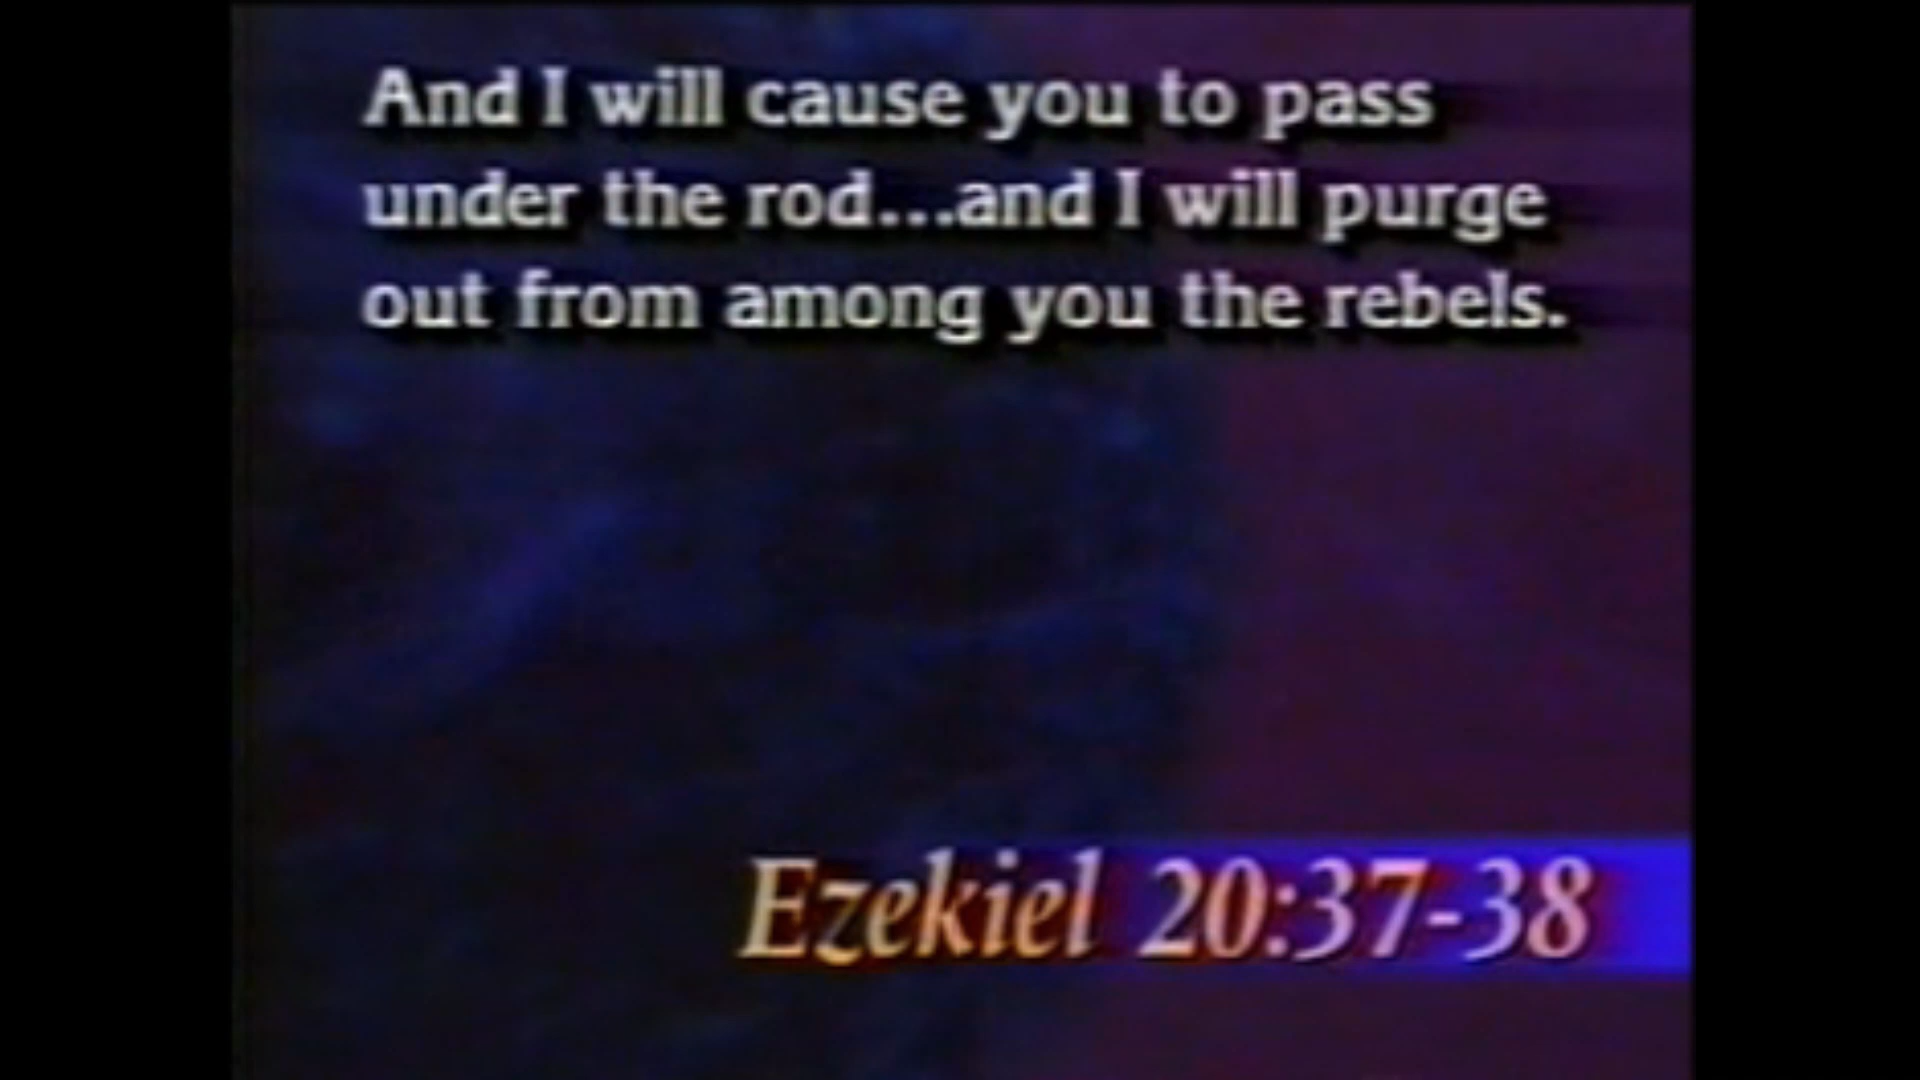 And I will cause you to pass
under the rod...and I will purge
out from among you the rebels.
Ezekiel 20:37-38